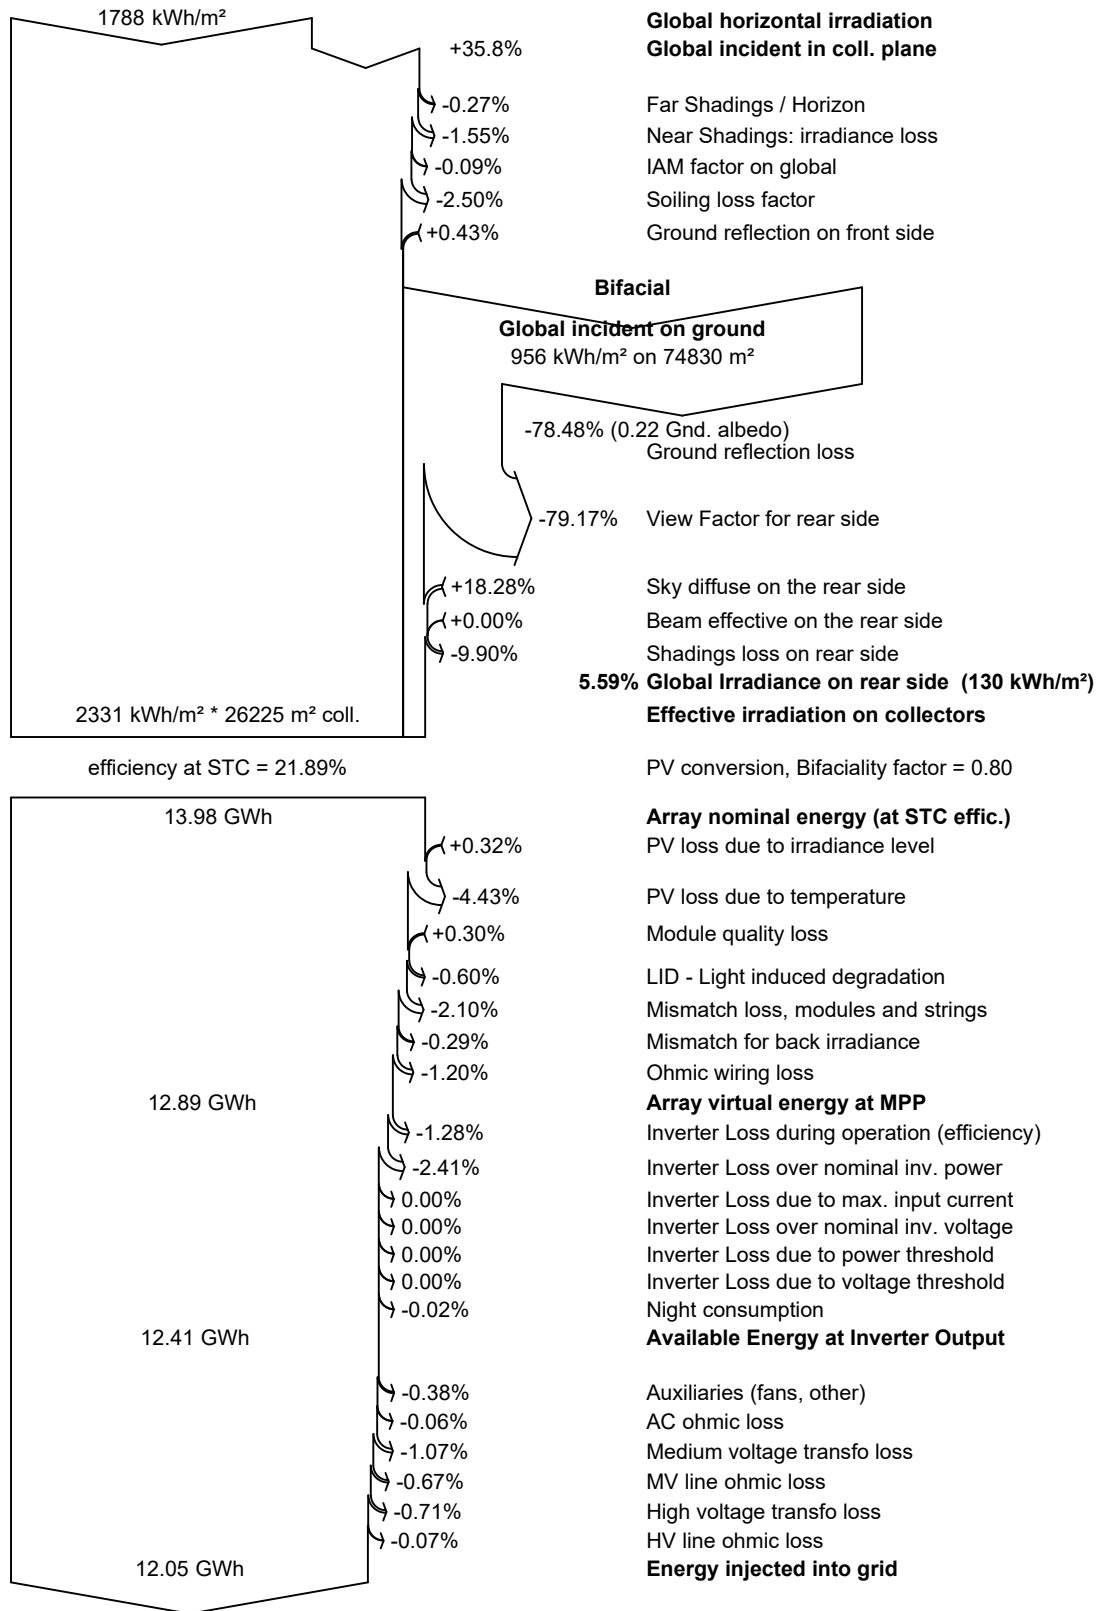 1788 kWh/m² Global horizontal irradiation
+35.8% Global incident in coll. plane
-0.27% Far Shadings / Horizon
-1.55% Near Shadings: irradiance loss
-0.09% IAM factor on global
-2.50% Soiling loss factor
+0.43% Ground reflection on front side
Bifacial
Global incident on ground
956 kWh/m² on 74830 m²
-78.48% (0.22 Gnd. albedo)
Ground reflection loss
-79.17% View Factor for rear side
+18.28% Sky diffuse on the rear side
+0.00% Beam effective on the rear side
-9.90% Shadings loss on rear side
5.59% Global Irradiance on rear side (130 kWh/m²)
2331 kWh/m² * 26225 m² coll. Effective irradiation on collectors
efficiency at STC = 21.89% PV conversion, Bifaciality factor = 0.80
13.98 GWh Array nominal energy (at STC effic.)
+0.32% PV loss due to irradiance level
-4.43% PV loss due to temperature
+0.30% Module quality loss
-0.60% LID - Light induced degradation
-2.10% Mismatch loss, modules and strings
-0.29% Mismatch for back irradiance
-1.20% Ohmic wiring loss
12.89 GWh Array virtual energy at MPP
-1.28% Inverter Loss during operation (efficiency)
-2.41% Inverter Loss over nominal inv. power
0.00% Inverter Loss due to max. input current
0.00% Inverter Loss over nominal inv. voltage
0.00% Inverter Loss due to power threshold
0.00% Inverter Loss due to voltage threshold
-0.02% Night consumption
12.41 GWh Available Energy at Inverter Output
-0.38% Auxiliaries (fans, other)
-0.06% AC ohmic loss
-1.07% Medium voltage transfo loss
-0.67% MV line ohmic loss
-0.71% High voltage transfo loss
-0.07% HV line ohmic loss
12.05 GWh Energy injected into grid